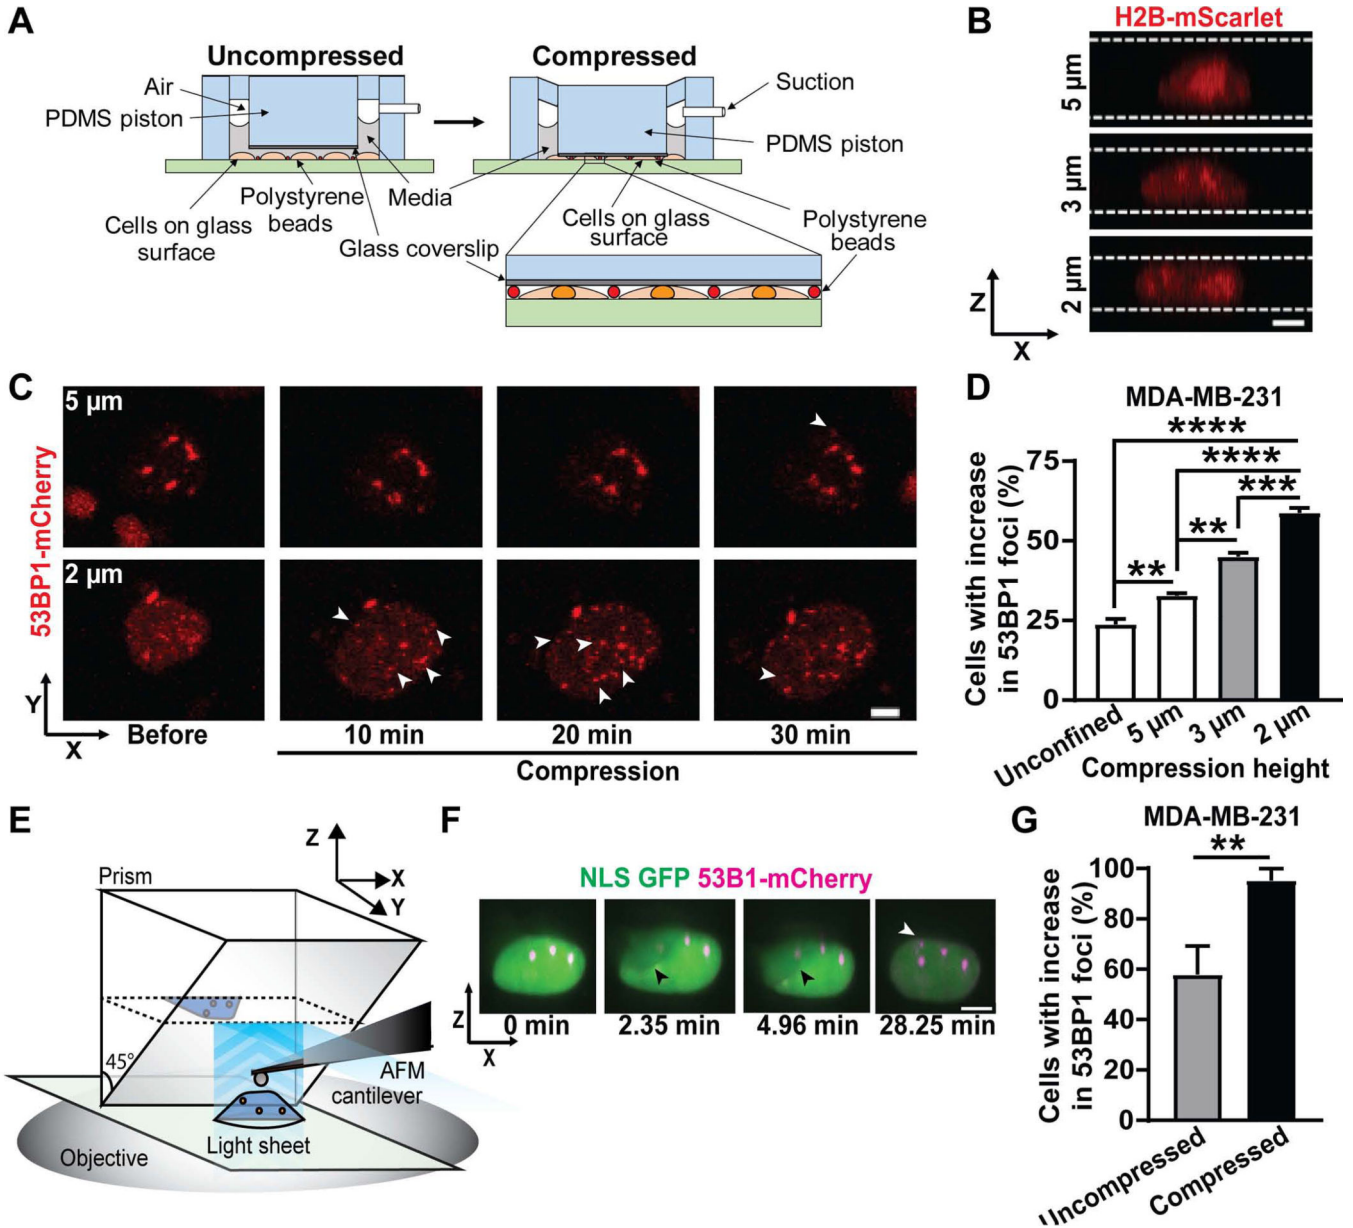 A
Uncompressed
Compressed
Air
PDMS piston
Suction
PDMS piston
Cells on glass
surface
Polystyrene
beads
Media
Glass coverslip
Cells on glass
surface
Polystyrene
beads
B
H2B-mScarlet
5 µm
3 µm
2 µm
Z
X
C
53BP1-mCherry
5 µm
2 µm
Y
X
Before
10 min
20 min
30 min
Compression
D
MDA-MB-231
****
****
***
**
**
Cells with increase
in 53BP1 foci (%)
75
50
25
0
Unconfined
5 µm
3 µm
2 µm
Compression height
E
Prism
Z
X
Y
45°
AFM
cantilever
Light sheet
Objective
F
NLS GFP 53B1-mCherry
Z
X
0 min
2.35 min
4.96 min
28.25 min
G
MDA-MB-231
**
Cells with increase
in 53BP1 foci (%)
100
80
60
40
20
0
Uncompressed
Compressed